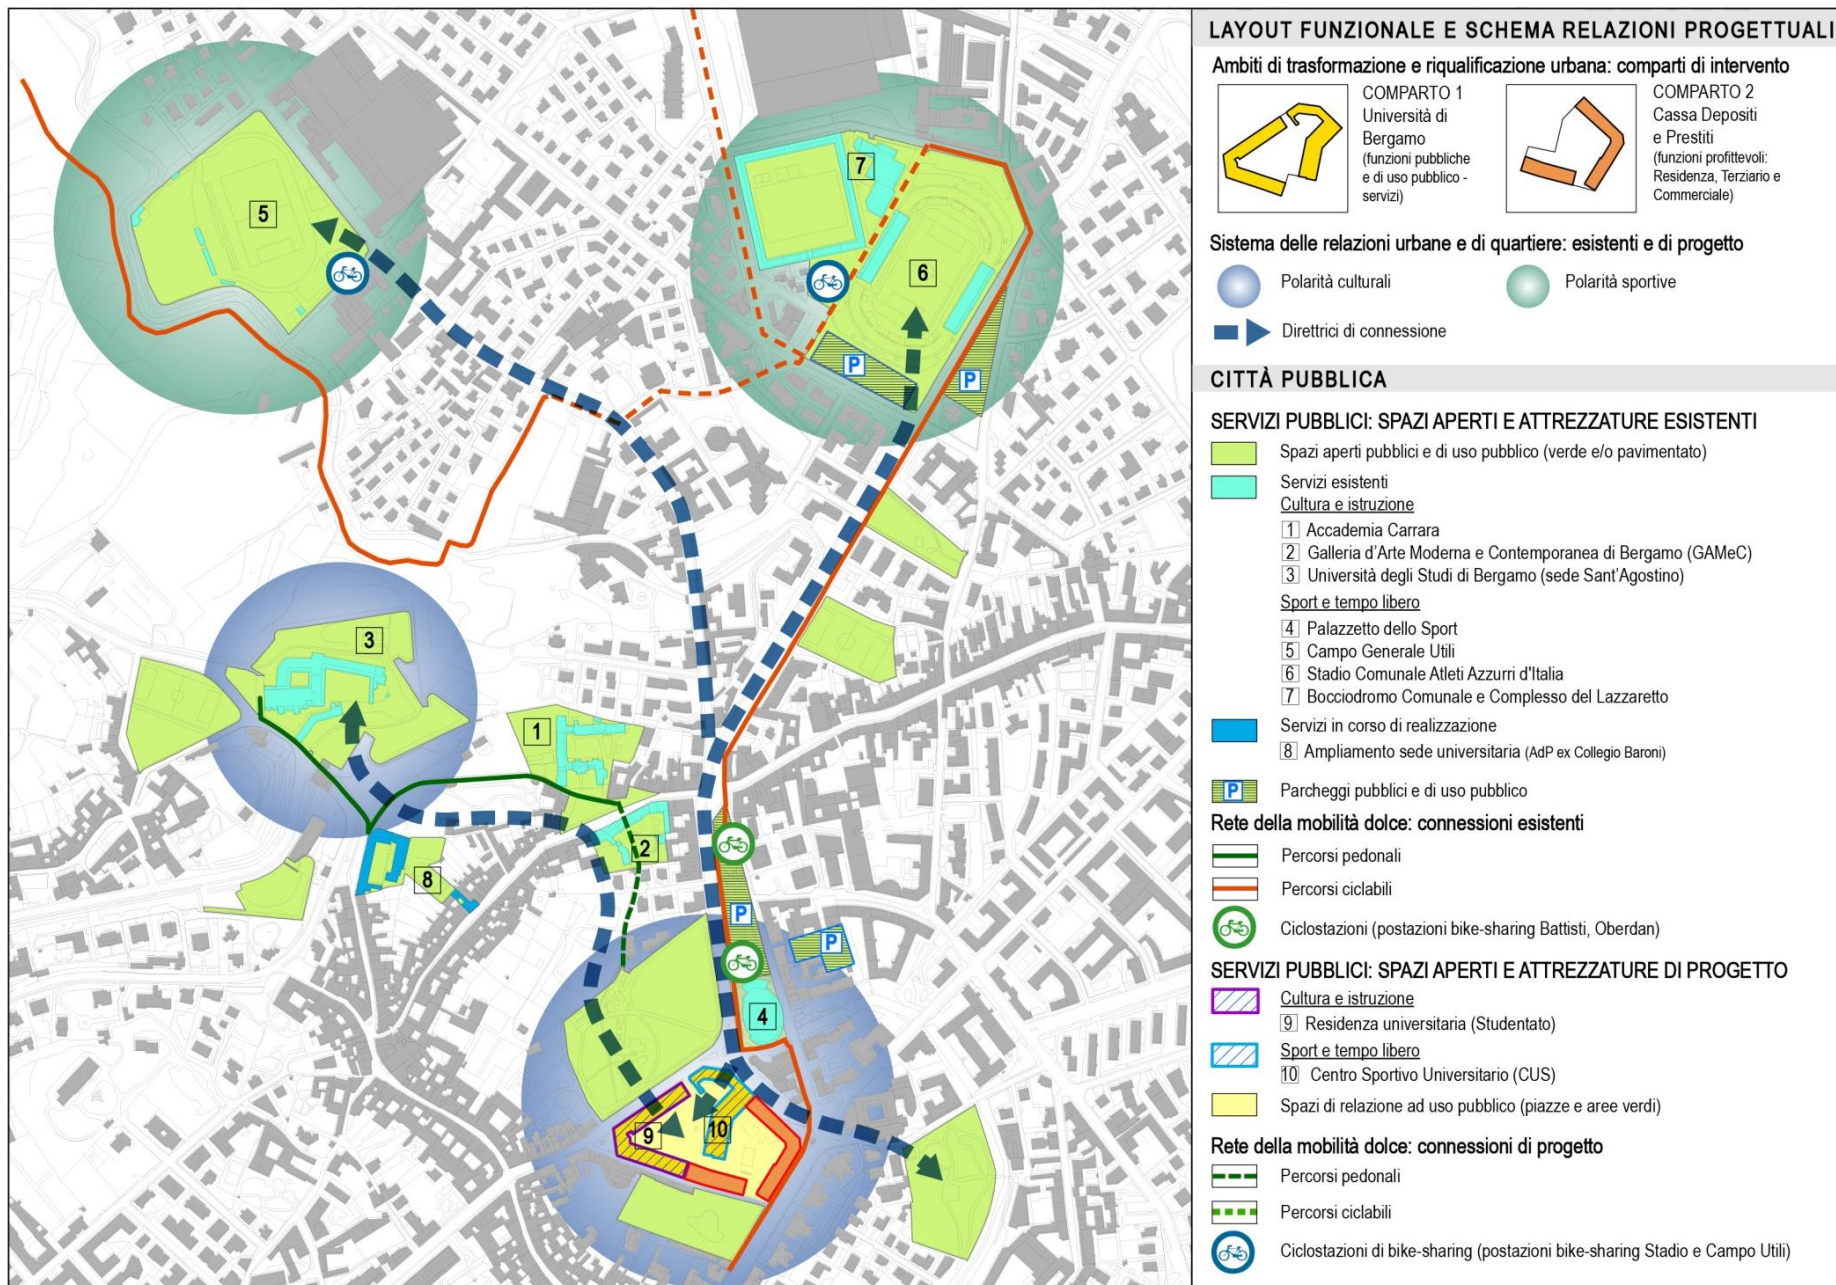 5
7
6
P
P
3
1
2
8
P
P
4
9
10
LAYOUT FUNZIONALE E SCHEMA RELAZIONI PROGETTUALI
Ambiti di trasformazione e riqualificazione urbana: comparti di intervento
COMPARTO 1
Università di
Bergamo
(funzioni pubbliche
e di uso pubblico -
servizi)
COMPARTO 2
Cassa Depositi
e Prestiti
(funzioni profittevoli:
Residenza, Terziario e
Commerciale)
Sistema delle relazioni urbane e di quartiere: esistenti e di progetto
Polarità culturali
Polarità sportive
Direttrici di connessione
CITTÀ PUBBLICA
SERVIZI PUBBLICI: SPAZI APERTI E ATTREZZATURE ESISTENTI
Spazi aperti pubblici e di uso pubblico (verde e/o pavimentato)
Servizi esistenti
Cultura e istruzione
1 Accademia Carrara
2 Galleria d'Arte Moderna e Contemporanea di Bergamo (GAMeC)
3 Università degli Studi di Bergamo (sede Sant'Agostino)
Sport e tempo libero
4 Palazzetto dello Sport
5 Campo Generale Utili
6 Stadio Comunale Atleti Azzurri d'Italia
7 Bocciodromo Comunale e Complesso del Lazzaretto
Servizi in corso di realizzazione
8 Ampliamento sede universitaria (AdP ex Collegio Baroni)
P Parcheggi pubblici e di uso pubblico
Rete della mobilità dolce: connessioni esistenti
Percorsi pedonali
Percorsi ciclabili
Ciclostazioni (postazioni bike-sharing Battisti, Oberdan)
SERVIZI PUBBLICI: SPAZI APERTI E ATTREZZATURE DI PROGETTO
Cultura e istruzione
9 Residenza universitaria (Studentato)
Sport e tempo libero
10 Centro Sportivo Universitario (CUS)
Spazi di relazione ad uso pubblico (piazze e aree verdi)
Rete della mobilità dolce: connessioni di progetto
Percorsi pedonali
Percorsi ciclabili
Ciclostazioni di bike-sharing (postazioni bike-sharing Stadio e Campo Utili)